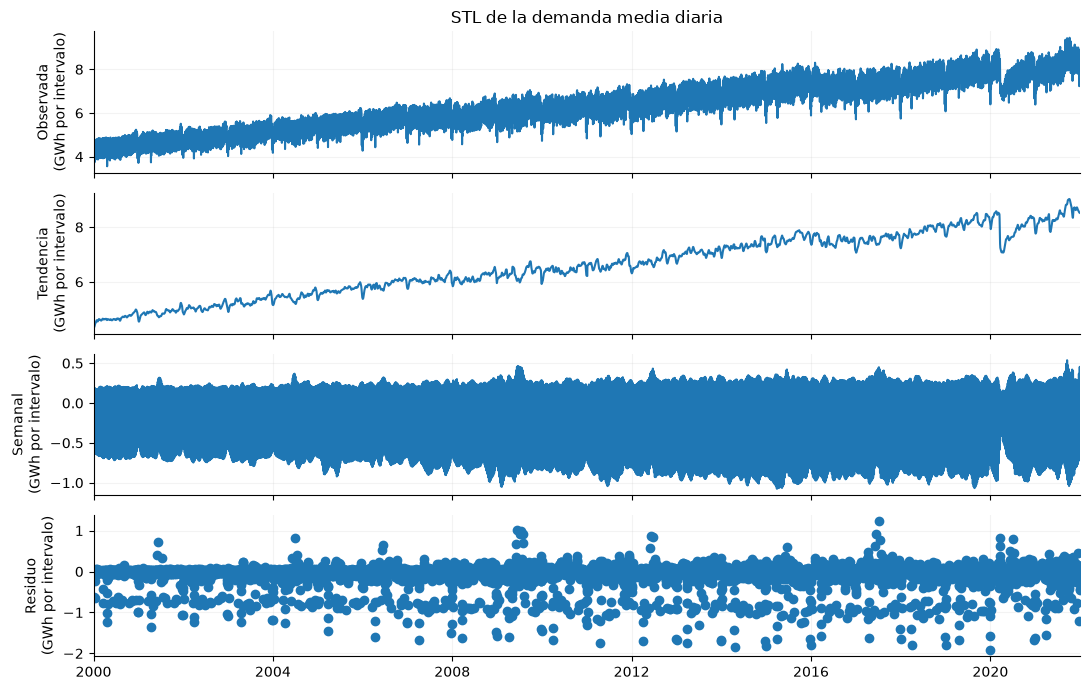 STL de la demanda media diaria
Observada
(GWh por intervalo)
8
6
4
Tendencia
(GWh por intervalo)
8
6
Semanal
(GWh por intervalo)
0.5
0.0
−0.5
−1.0
Residuo
(GWh por intervalo)
1
0
−1
−2
2000
2004
2008
2012
2016
2020